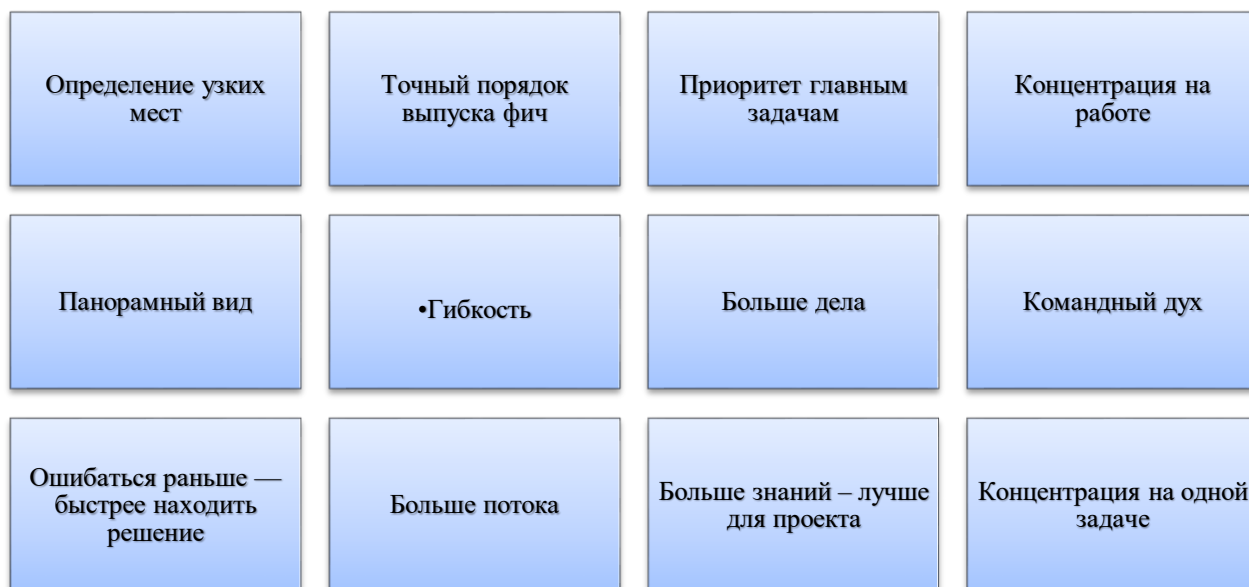 Определение узких
мест
Точный порядок
выпуска фич
Приоритет главным
задачам
Концентрация на
работе
Панорамный вид
•Гибкость
Больше дела
Командный дух
Ошибаться раньше —
быстрее находить
решение
Больше потока
Больше знаний – лучше
для проекта
Концентрация на одной
задаче